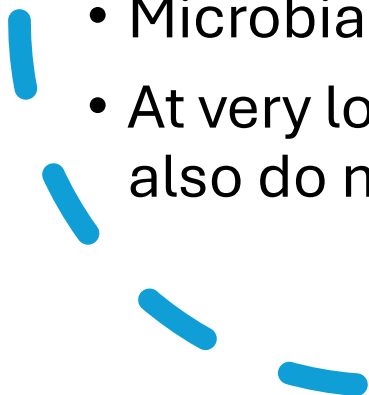 • Microbia
• At very lo
also do n